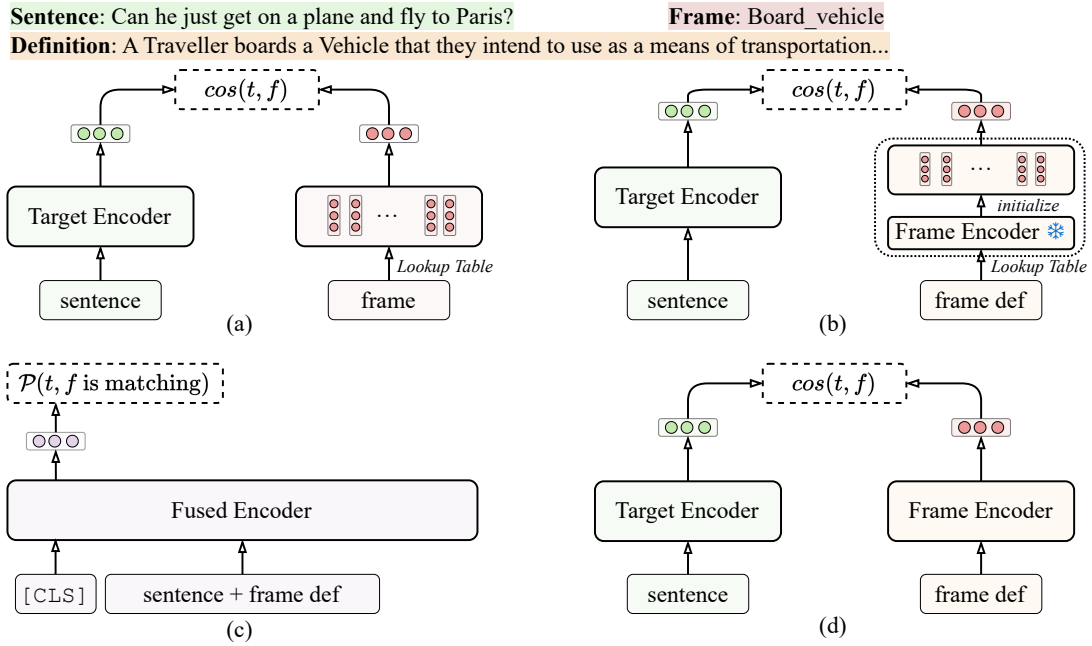 Sentence: Can he just get on a plane and fly to Paris? Frame: Board_vehicle
Definition: A Traveller boards a Vehicle that they intend to use as a means of transportation...
cos(t, f)
Target Encoder
...
Lookup Table
sentence
frame
(a)
cos(t, f)
Target Encoder
...
initialize
Frame Encoder
Lookup Table
sentence
frame def
(b)
P(t, f is matching)
Fused Encoder
[CLS]
sentence + frame def
(c)
cos(t, f)
Target Encoder
Frame Encoder
sentence
frame def
(d)